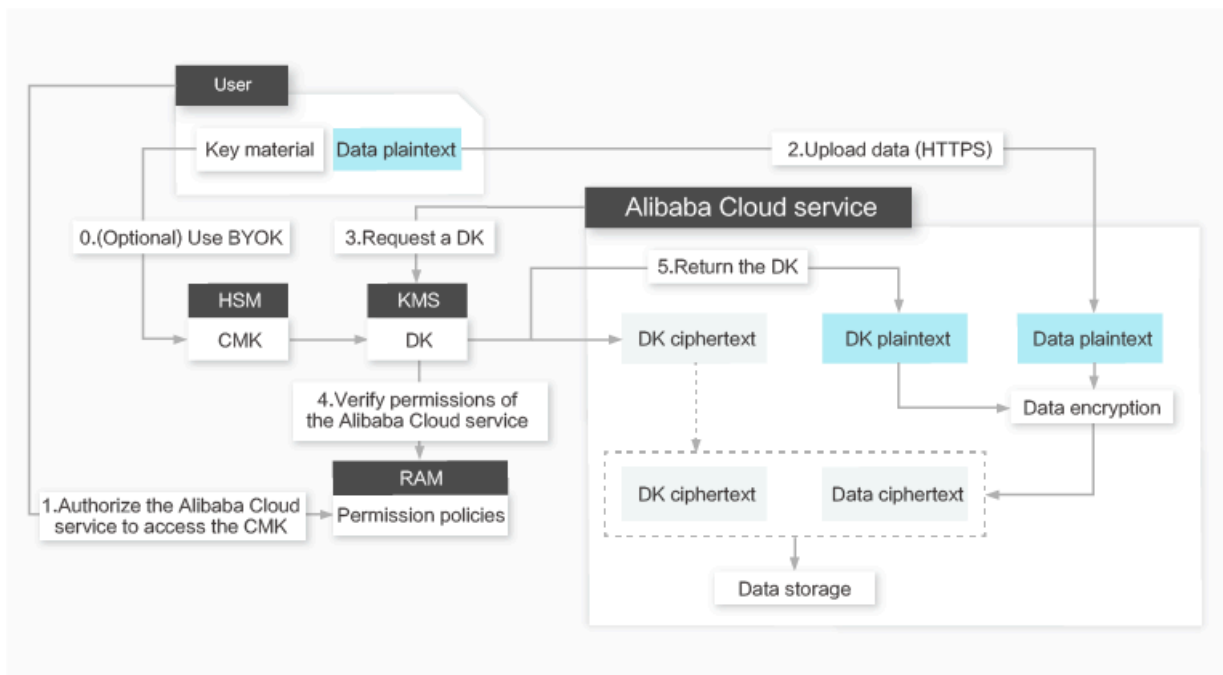 User
Key material
Data plaintext
2.Upload data (HTTPS)
Alibaba Cloud service
0.(Optional) Use BYOK
3.Request a DK
5.Return the DK
HSM
CMK
KMS
DK
DK ciphertext
DK plaintext
Data plaintext
4.Verify permissions of
the Alibaba Cloud service
Data encryption
RAM
Permission policies
1.Authorize the Alibaba Cloud
service to access the CMK
DK ciphertext
Data ciphertext
Data storage